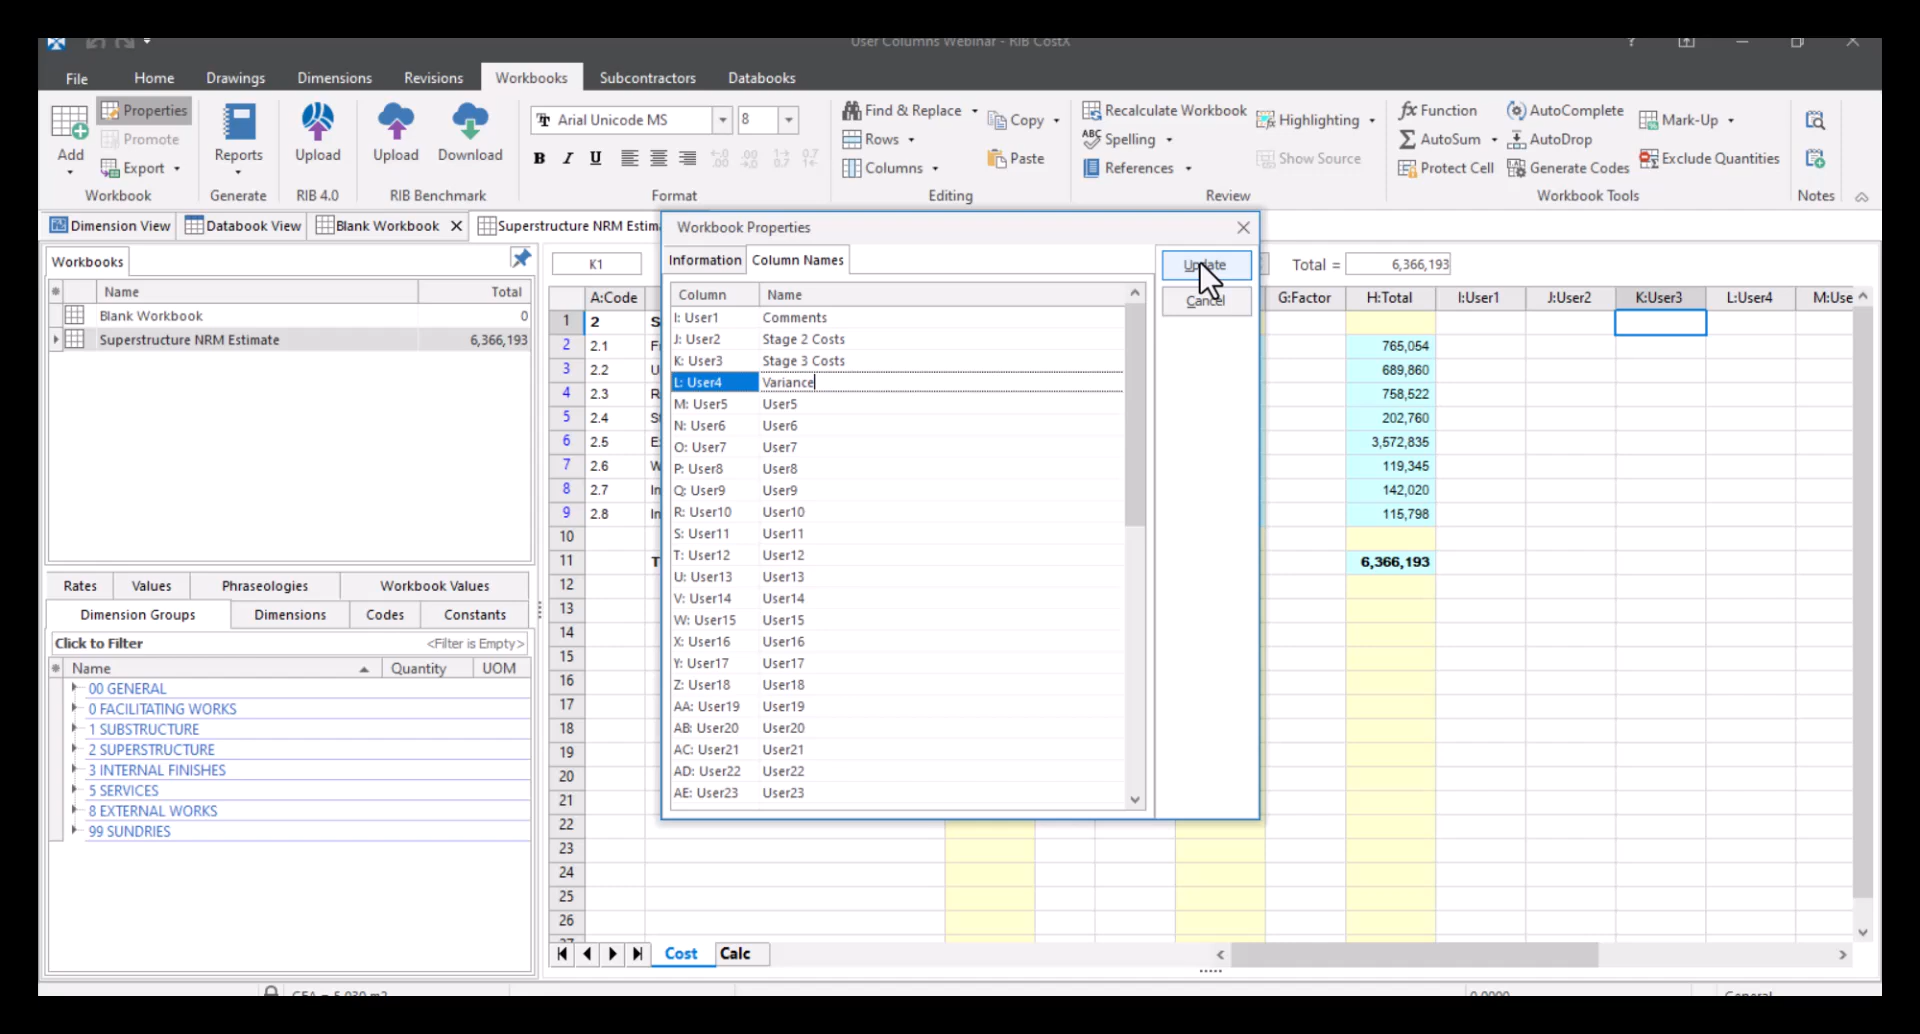 User Columns Webinar - RIB CostX
File Home Drawings Dimensions Revisions Workbooks Subcontractors Databooks
Add
Workbook
Properties
Promote
Export
Reports
Generate
Upload
RIB 4.0
Upload Download
RIB Benchmark
Arial Unicode MS 8
B I U
Format
Find & Replace
Rows
Columns
Copy
Paste
Editing
Recalculate Workbook
Spelling
References
Highlighting
Show Source
Review
Function
AutoSum
Protect Cell
AutoComplete
AutoDrop
Generate Codes
Mark-Up
Exclude Quantities
Workbook Tools
Notes
Dimension View Databook View Blank Workbook Superstructure NRM Estim
Workbooks
Name Total
Blank Workbook 0
Superstructure NRM Estimate 6,366,193
Rates Values Phraseologies Workbook Values
Dimension Groups Dimensions Codes Constants
Click to Filter <Filter is Empty>
Name Quantity UOM
00 GENERAL
0 FACILITATING WORKS
1 SUBSTRUCTURE
2 SUPERSTRUCTURE
3 INTERNAL FINISHES
5 SERVICES
8 EXTERNAL WORKS
99 SUNDRIES
K1 Total = 6,366,193
A:Code G:Factor H:Total I:User1 J:User2 K:User3 L:User4 M:Use
1 2 S
2 2.1 F 765,054
3 2.2 U 689,860
4 2.3 R 758,522
5 2.4 S 202,760
6 2.5 E 3,572,835
7 2.6 W 119,345
8 2.7 In 142,020
9 2.8 In 115,798
10
11 T 6,366,193
12
13
14
15
16
17
18
19
20
21
22
23
24
25
26
27
Cost Calc
Workbook Properties
Information Column Names
Column Name
I: User1 Comments
J: User2 Stage 2 Costs
K: User3 Stage 3 Costs
L: User4 Variance
M: User5 User5
N: User6 User6
O: User7 User7
P: User8 User8
Q: User9 User9
R: User10 User10
S: User11 User11
T: User12 User12
U: User13 User13
V: User14 User14
W: User15 User15
X: User16 User16
Y: User17 User17
Z: User18 User18
AA: User19 User19
AB: User20 User20
AC: User21 User21
AD: User22 User22
AE: User23 User23
Update
Cancel
GFA = 5,030 m2 0.0000 General